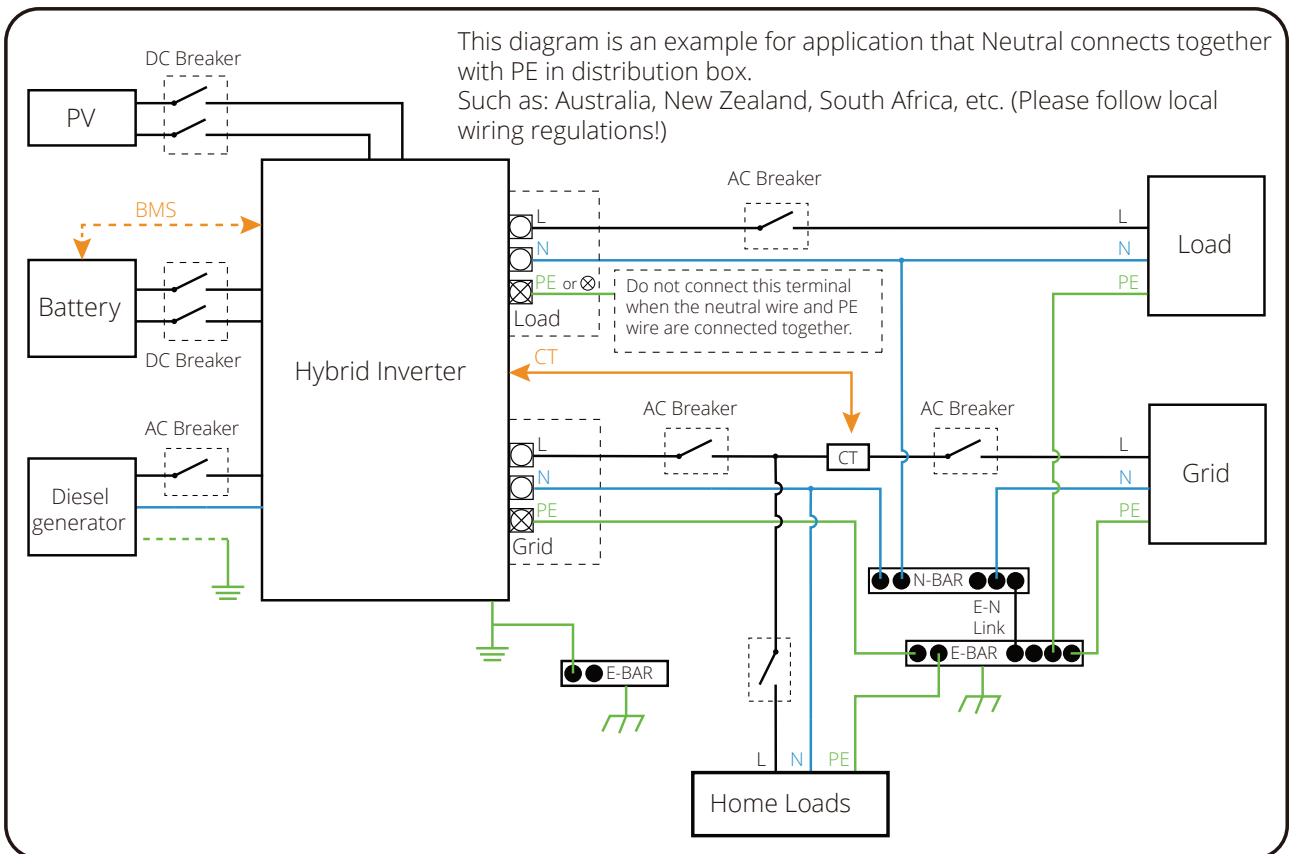 This diagram is an example for application that Neutral connects together
with PE in distribution box.
Such as: Australia, New Zealand, South Africa, etc. (Please follow local
wiring regulations!)
DC Breaker
PV
BMS
Battery
DC Breaker
AC Breaker
Diesel
generator
Hybrid Inverter
L
N
PE or
Load
Do not connect this terminal
when the neutral wire and PE
wire are connected together.
AC Breaker
L
N
PE
Load
CT
AC Breaker
CT
AC Breaker
L
N
PE
Grid
L
N
PE
Grid
N-BAR
E-N
Link
E-BAR
E-BAR
L
N
PE
Home Loads